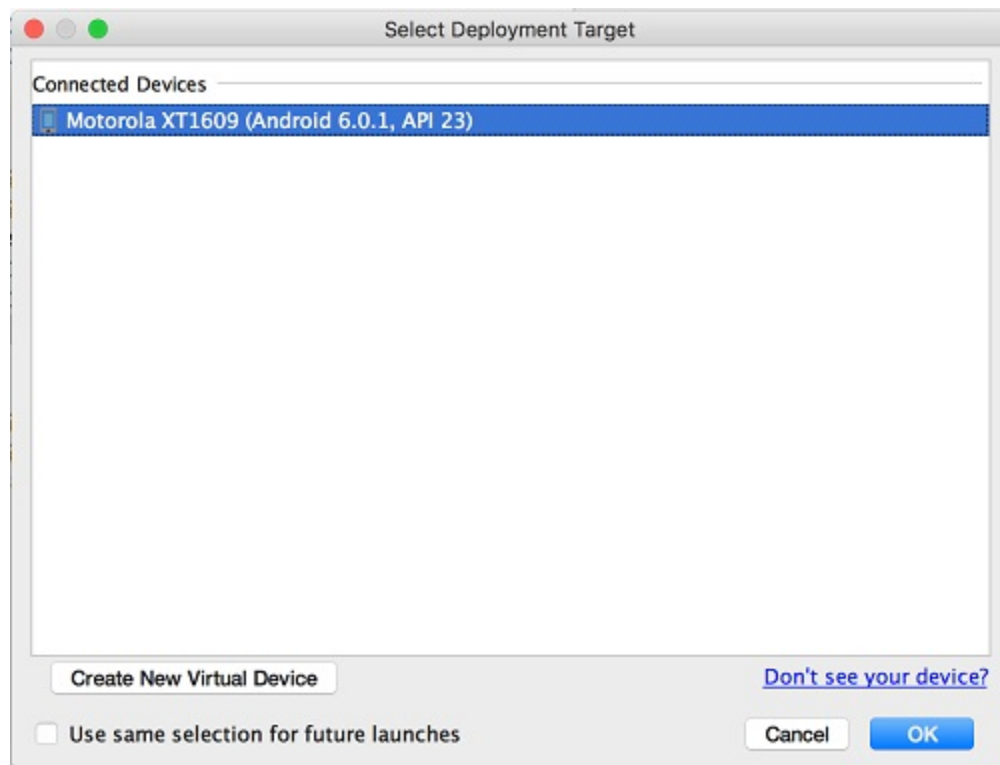 Select Deployment Target
Connected Devices
Motorola XT1609 (Android 6.0.1, API 23)
Create New Virtual Device
Don't see your device?
Use same selection for future launches
Cancel
OK